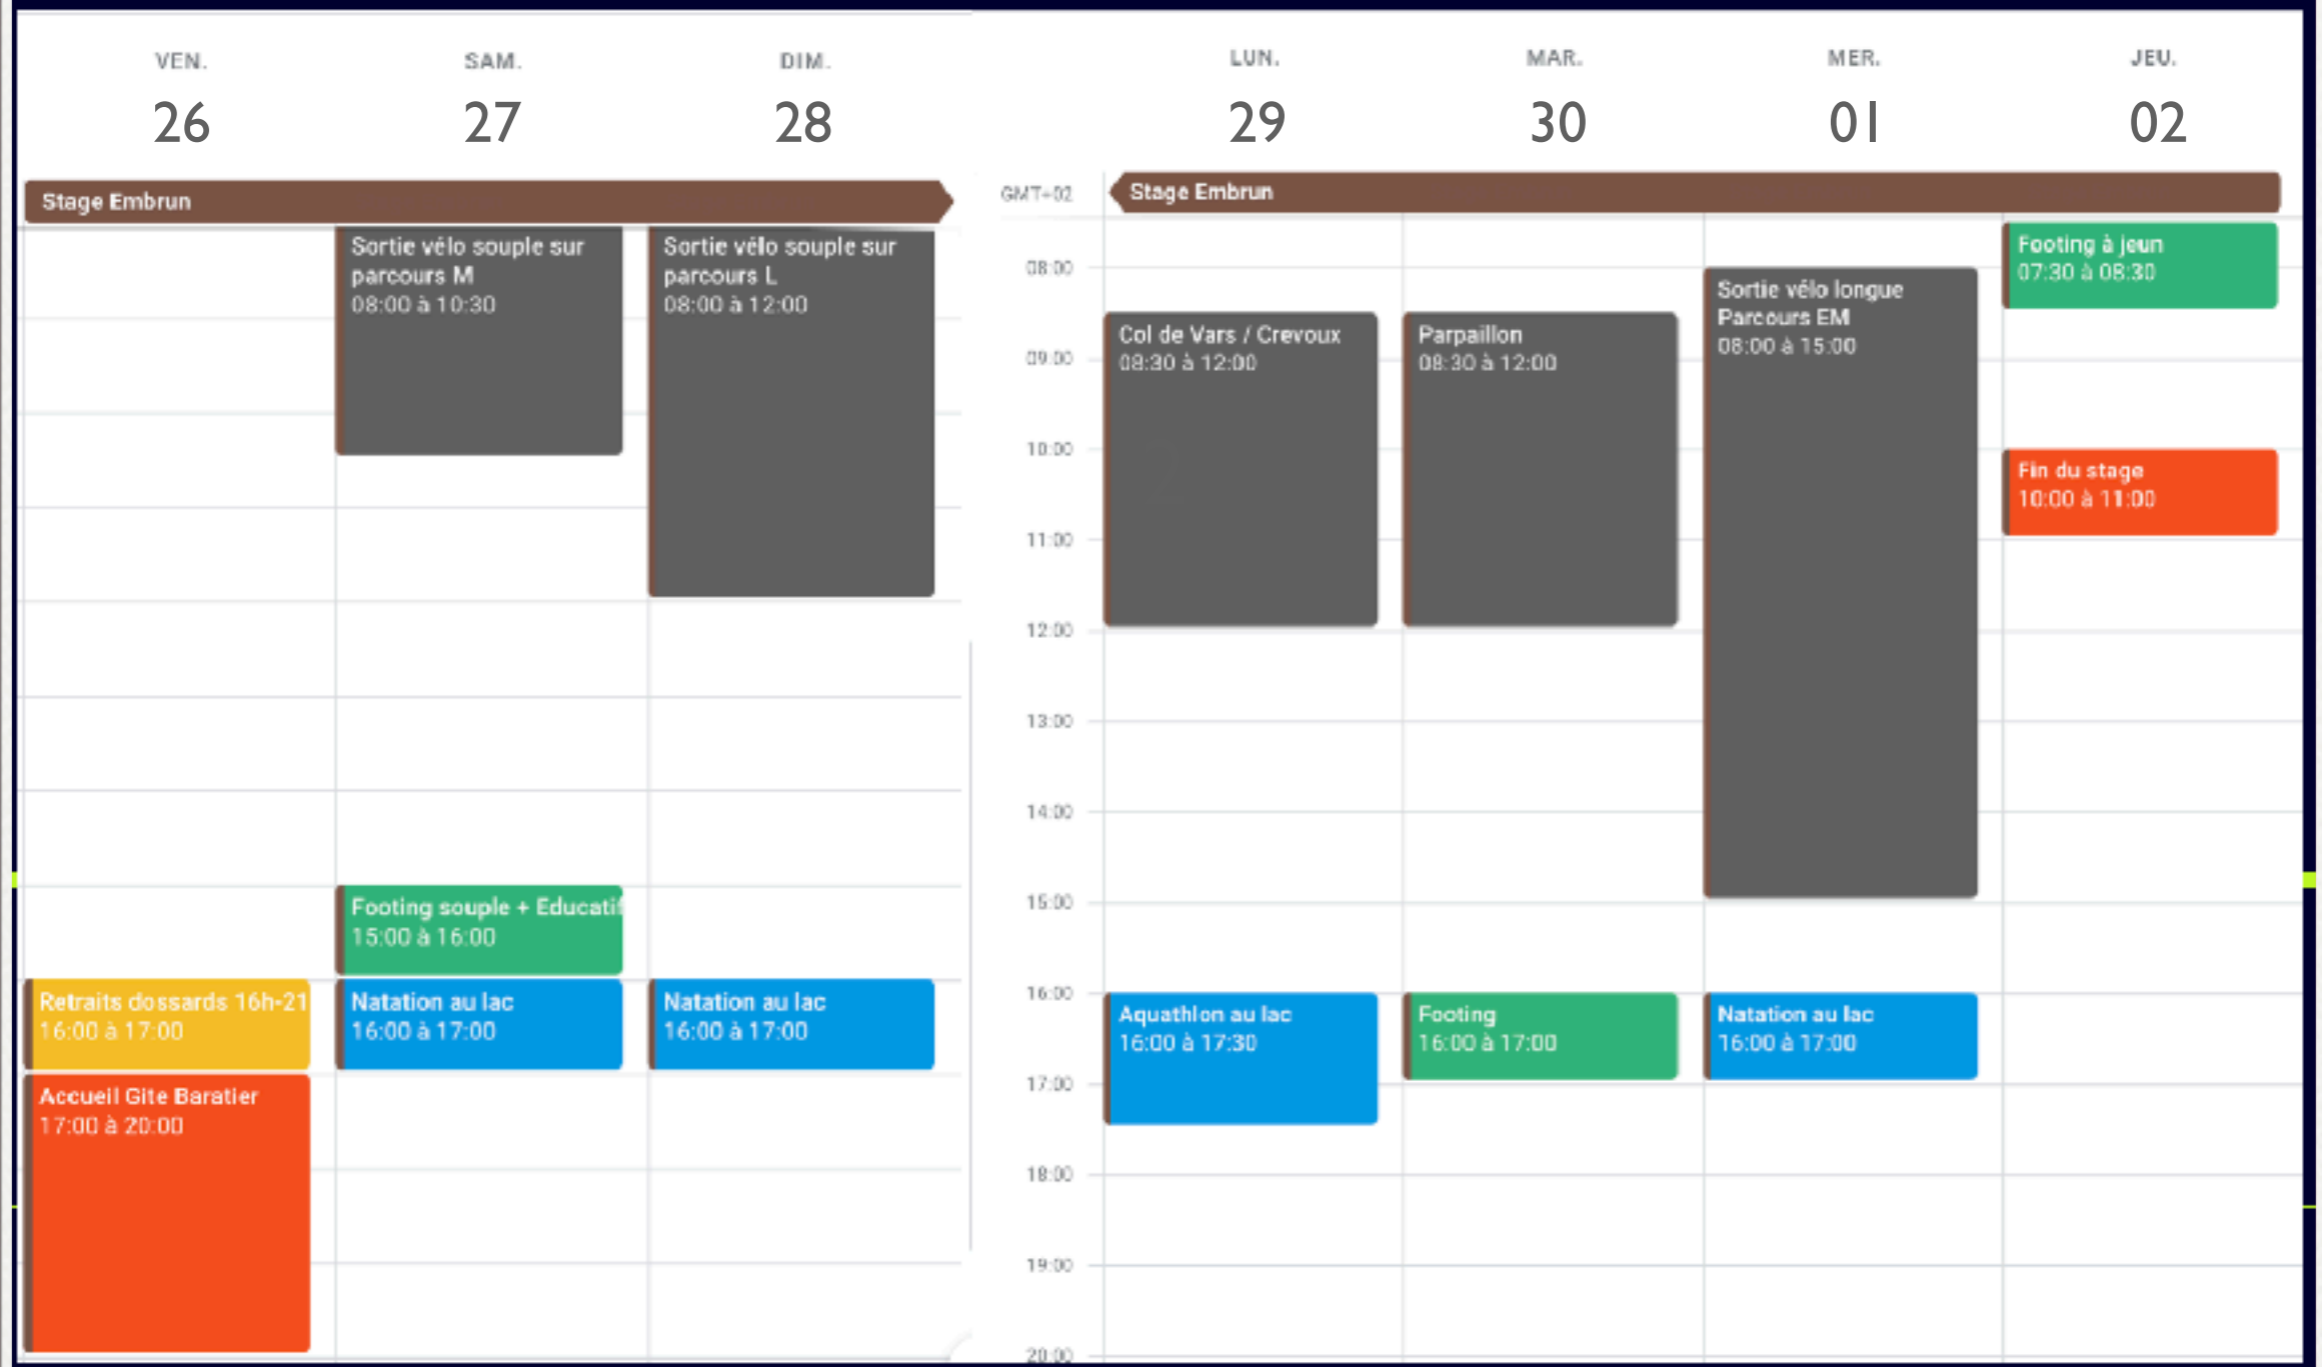 VEN.
26
SAM.
27
DIM.
28
Stage Embrun
Sortie vélo souple sur
parcours M
08:00 à 10:30
Sortie vélo souple sur
parcours L
08:00 à 12:00
Footing souple + Educatif
15:00 à 16:00
Retraits dossards 16h-21
16:00 à 17:00
Natation au lac
16:00 à 17:00
Natation au lac
16:00 à 17:00
Accueil Gite Baratier
17:00 à 20:00
LUN.
29
MAR.
30
MER.
01
JEU.
02
GMT+02
Stage Embrun
08:00
09:00
10:00
11:00
12:00
13:00
14:00
15:00
16:00
17:00
18:00
19:00
20:00
Col de Vars / Crevoux
08:30 à 12:00
Aquathlon au lac
16:00 à 17:30
Parpaillon
08:30 à 12:00
Footing
16:00 à 17:00
Sortie vélo longue
Parcours EM
08:00 à 15:00
Natation au lac
16:00 à 17:00
Footing à jeun
07:30 à 08:30
Fin du stage
10:00 à 11:00